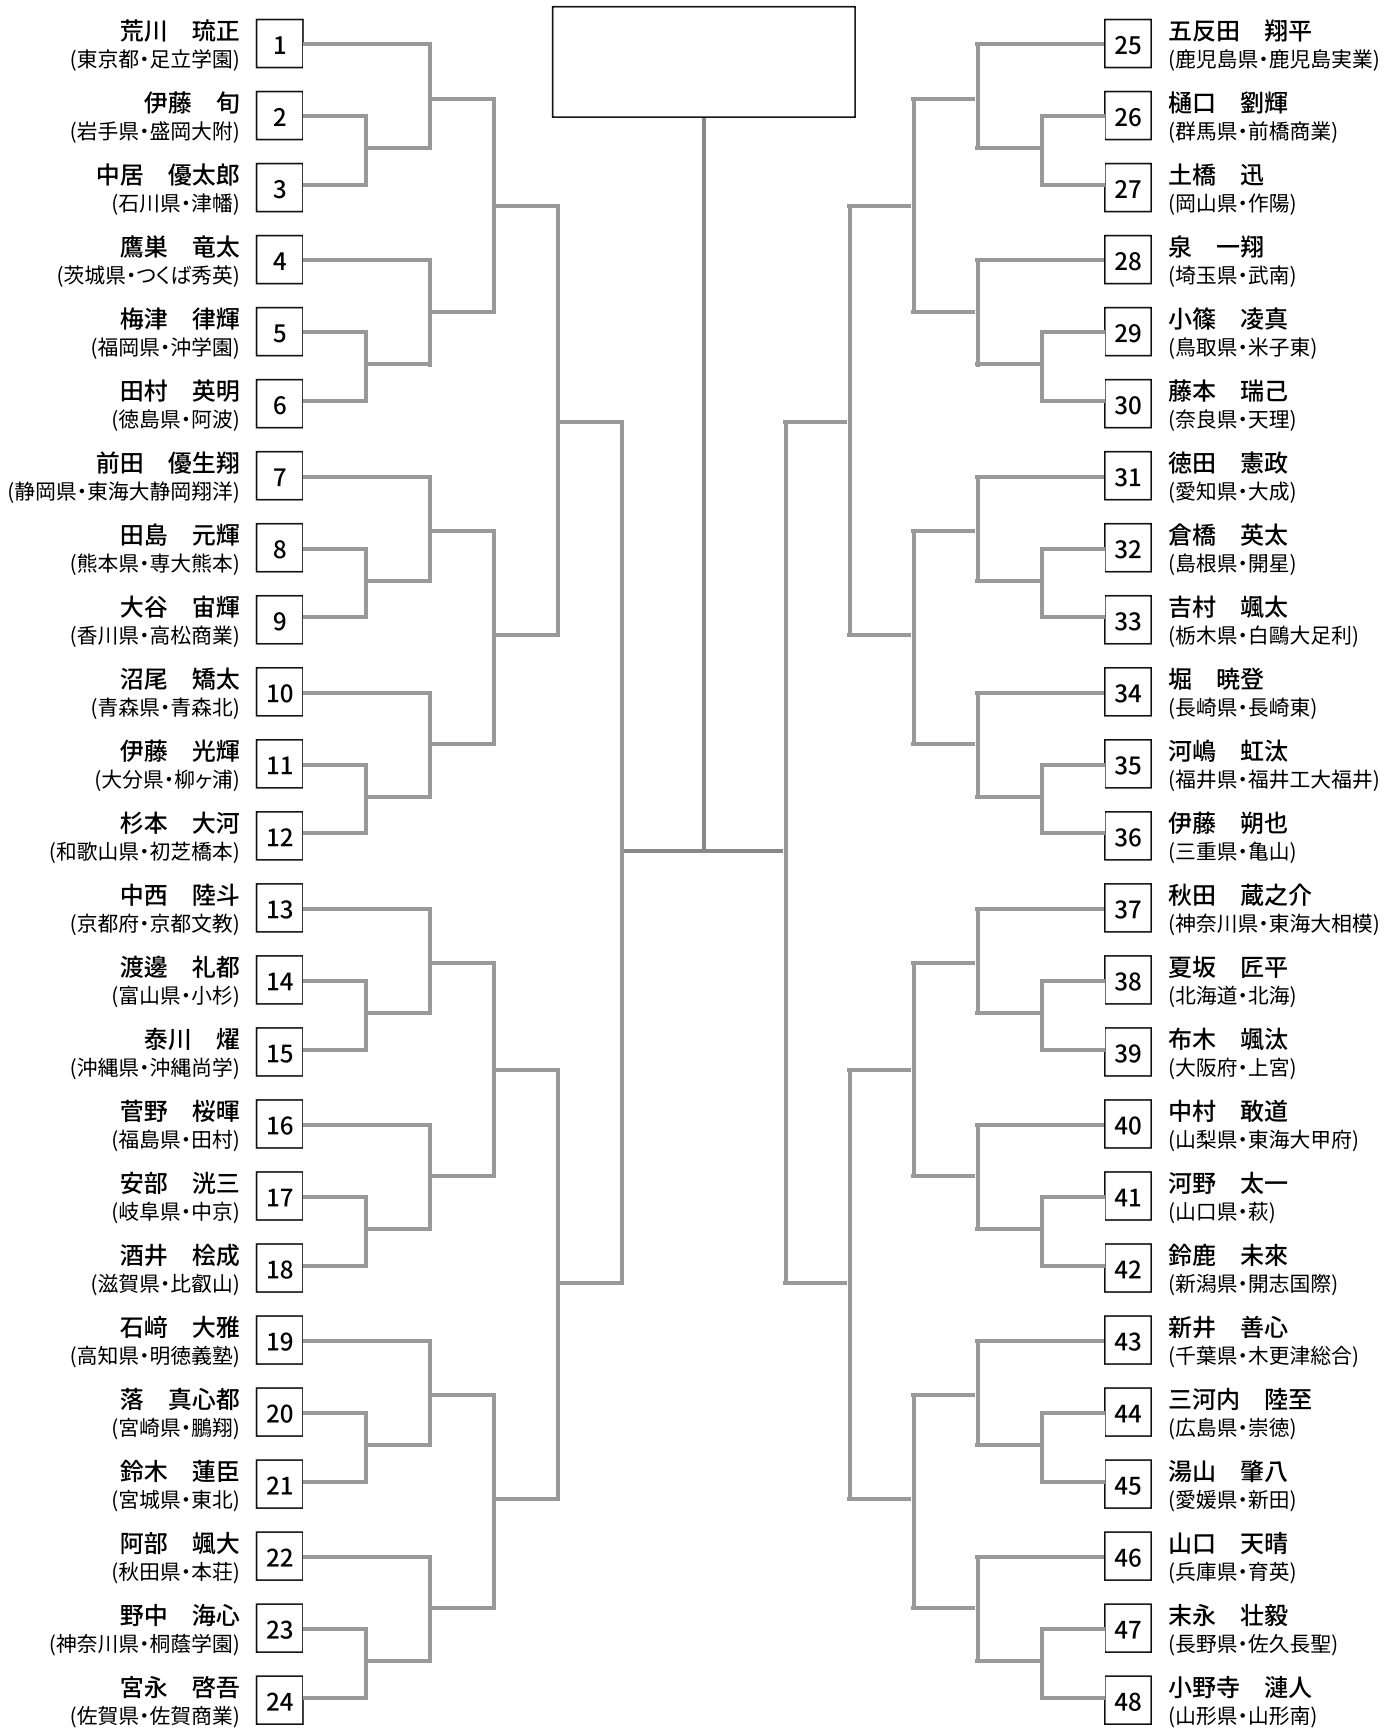 荒川　琉正
(東京都・足立学園)
1
伊藤　旬
(岩手県・盛岡大附)
2
中居　優太郎
(石川県・津幡)
3
鷹巣　竜太
(茨城県・つくば秀英)
4
梅津　律輝
(福岡県・沖学園)
5
田村　英明
(徳島県・阿波)
6
前田　優生翔
(静岡県・東海大静岡翔洋)
7
田島　元輝
(熊本県・専大熊本)
8
大谷　宙輝
(香川県・高松商業)
9
沼尾　矯太
(青森県・青森北)
10
伊藤　光輝
(大分県・柳ヶ浦)
11
杉本　大河
(和歌山県・初芝橋本)
12
中西　陸斗
(京都府・京都文教)
13
渡邊　礼都
(富山県・小杉)
14
泰川　燿
(沖縄県・沖縄尚学)
15
菅野　桜暉
(福島県・田村)
16
安部　洸三
(岐阜県・中京)
17
酒井　桧成
(滋賀県・比叡山)
18
石﨑　大雅
(高知県・明徳義塾)
19
落　真心都
(宮崎県・鵬翔)
20
鈴木　蓮臣
(宮城県・東北)
21
阿部　颯大
(秋田県・本荘)
22
野中　海心
(神奈川県・桐蔭学園)
23
宮永　啓吾
(佐賀県・佐賀商業)
24
25
五反田　翔平
(鹿児島県・鹿児島実業)
26
樋口　劉輝
(群馬県・前橋商業)
27
土橋　迅
(岡山県・作陽)
28
泉　一翔
(埼玉県・武南)
29
小篠　凌真
(鳥取県・米子東)
30
藤本　瑞己
(奈良県・天理)
31
徳田　憲政
(愛知県・大成)
32
倉橋　英太
(島根県・開星)
33
吉村　颯太
(栃木県・白鷗大足利)
34
堀　暁登
(長崎県・長崎東)
35
河嶋　虹汰
(福井県・福井工大福井)
36
伊藤　朔也
(三重県・亀山)
37
秋田　蔵之介
(神奈川県・東海大相模)
38
夏坂　匠平
(北海道・北海)
39
布木　颯汰
(大阪府・上宮)
40
中村　敢道
(山梨県・東海大甲府)
41
河野　太一
(山口県・萩)
42
鈴鹿　未來
(新潟県・開志国際)
43
新井　善心
(千葉県・木更津総合)
44
三河内　陸至
(広島県・崇徳)
45
湯山　肇八
(愛媛県・新田)
46
山口　天晴
(兵庫県・育英)
47
末永　壮毅
(長野県・佐久長聖)
48
小野寺　漣人
(山形県・山形南)